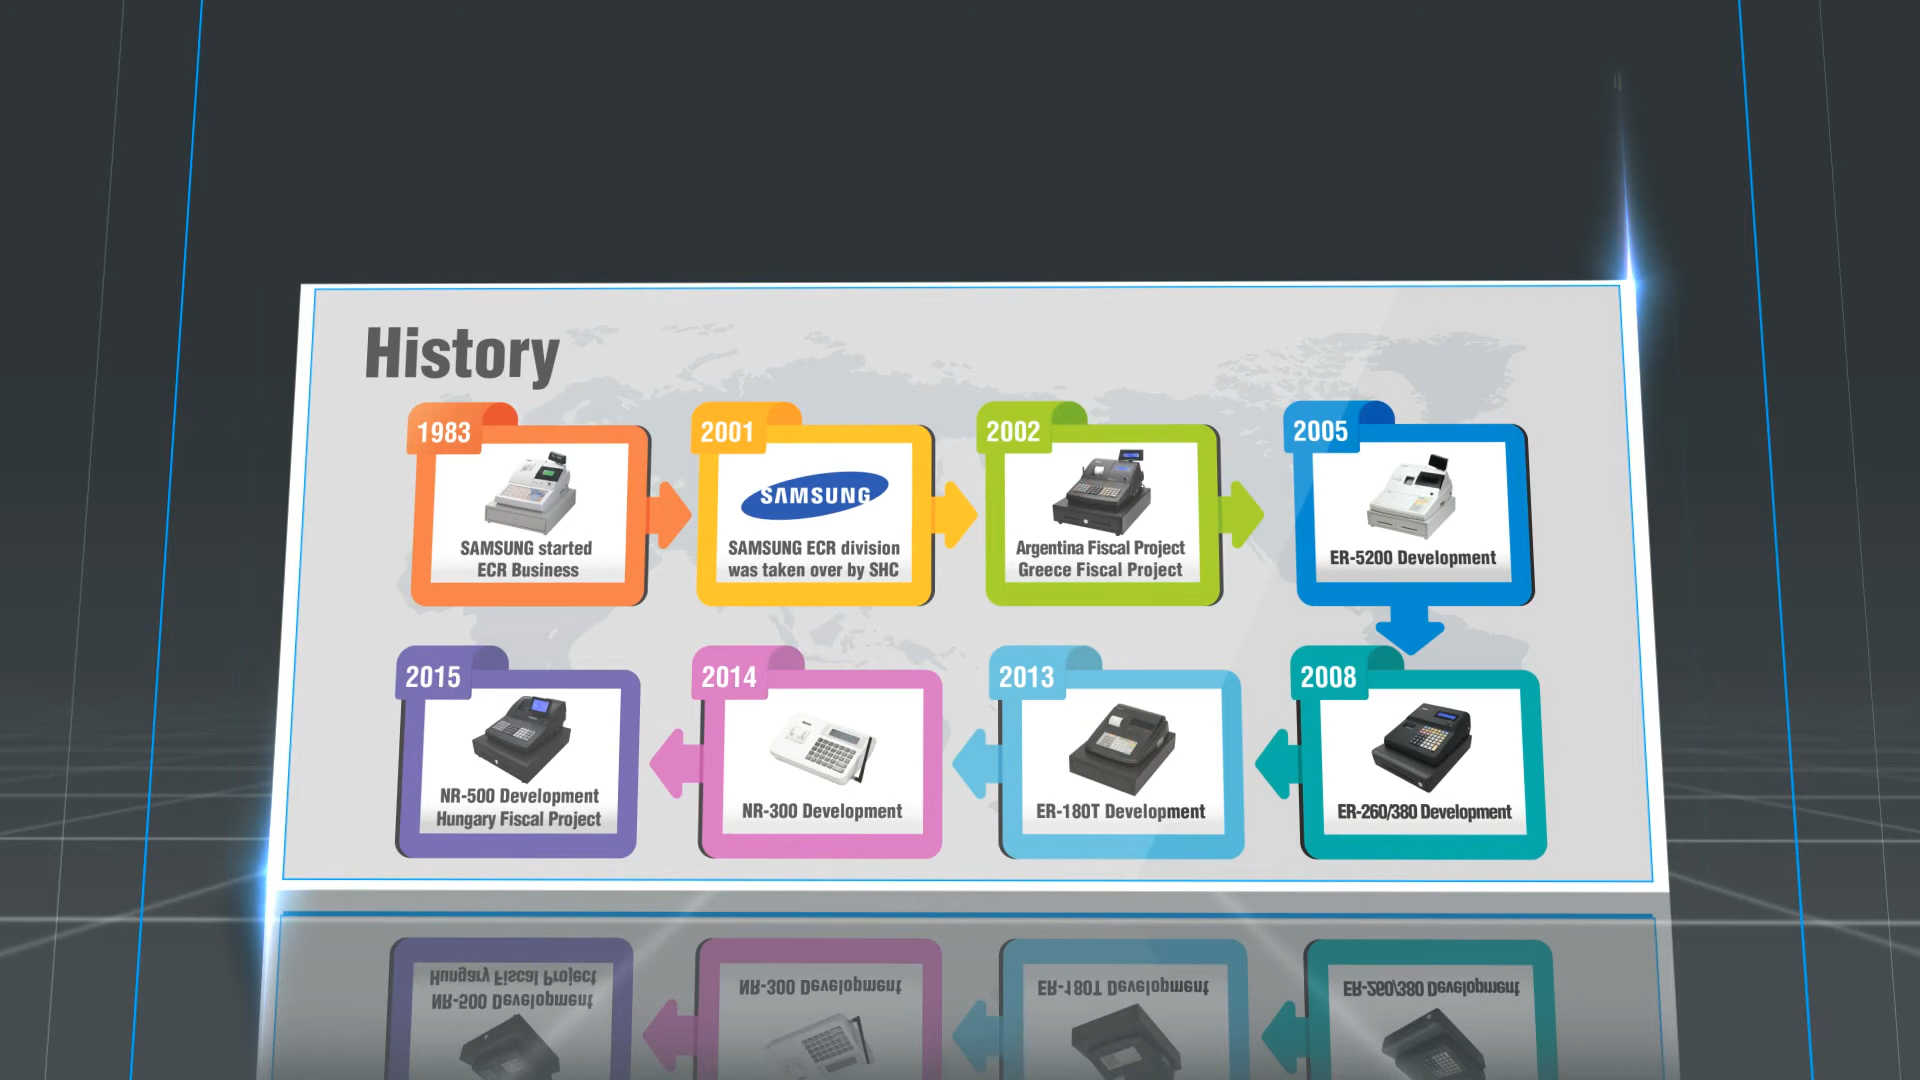 History
1983
SAMSUNG started
ECR Business
2001
SAMSUNG
SAMSUNG ECR division
was taken over by SHC
2002
Argentina Fiscal Project
Greece Fiscal Project
2005
ER-5200 Development
2008
ER-260/380 Development
2013
ER-180T Development
2014
NR-300 Development
2015
NR-500 Development
Hungary Fiscal Project